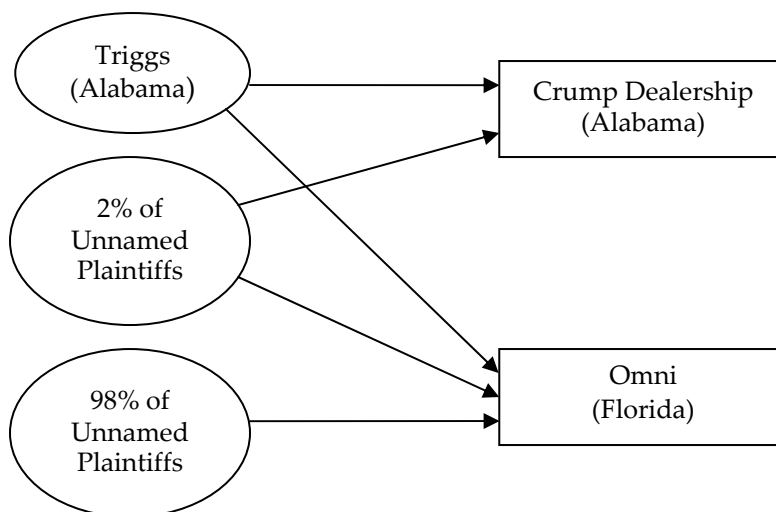 Triggs
(Alabama)
Crump Dealership
(Alabama)
2% of
Unnamed
Plaintiffs
98% of
Unnamed
Plaintiffs
Omni
(Florida)